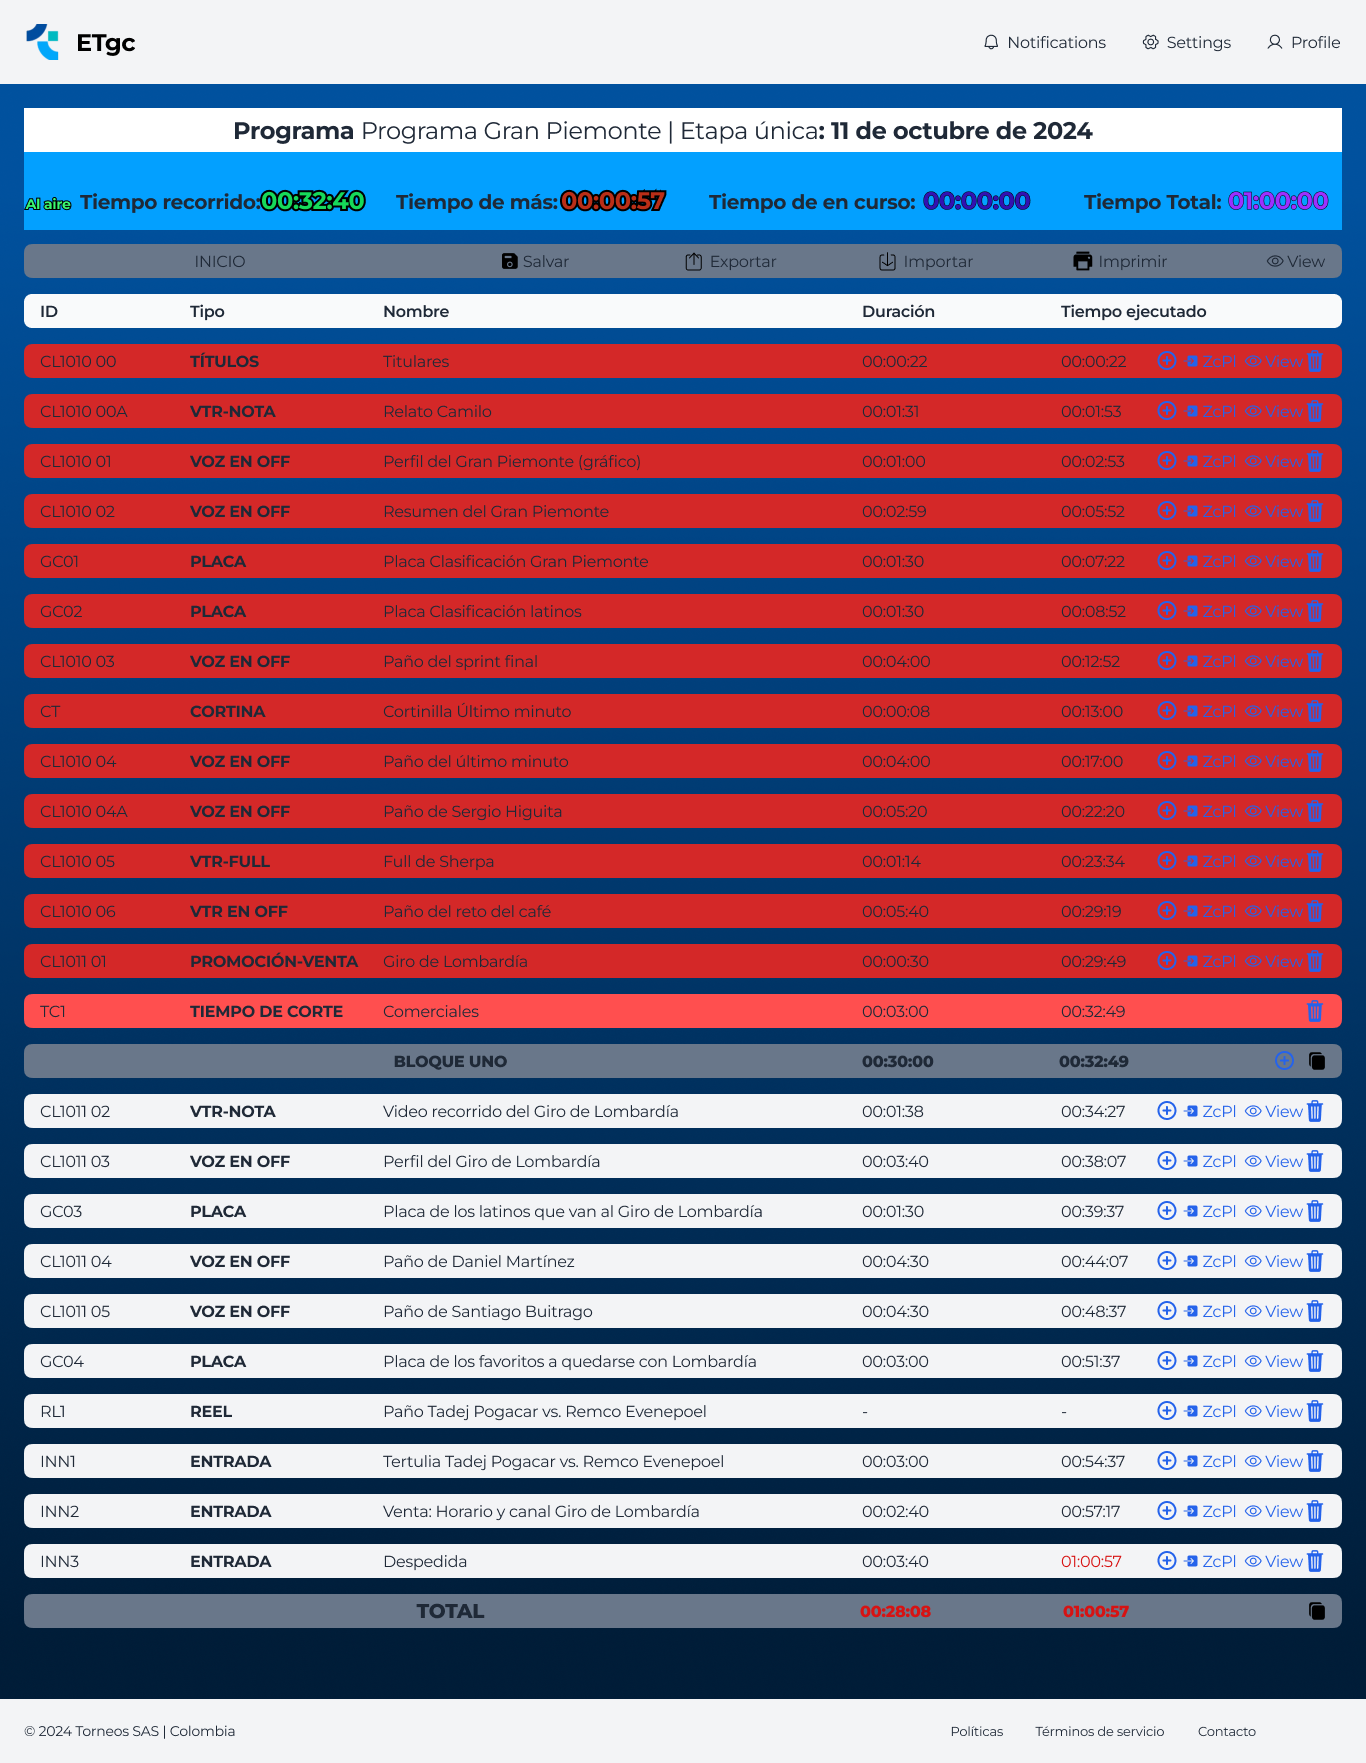 ETgc
Notifications Settings Profile
Programa Programa Gran Piemonte | Etapa única: 11 de octubre de 2024
Al aire Tiempo recorrido: 00:32:40 Tiempo de más: 00:00:57 Tiempo de en curso: 00:00:00 Tiempo Total: 01:00:00
INICIO Salvar Exportar Importar Imprimir View
ID Tipo Nombre Duración Tiempo ejecutado
CL1010 00 TÍTULOS Titulares 00:00:22 00:00:22 ZcPl View
CL1010 00A VTR-NOTA Relato Camilo 00:01:31 00:01:53 ZcPl View
CL1010 01 VOZ EN OFF Perfil del Gran Piemonte (gráfico) 00:01:00 00:02:53 ZcPl View
CL1010 02 VOZ EN OFF Resumen del Gran Piemonte 00:02:59 00:05:52 ZcPl View
GC01 PLACA Placa Clasificación Gran Piemonte 00:01:30 00:07:22 ZcPl View
GC02 PLACA Placa Clasificación latinos 00:01:30 00:08:52 ZcPl View
CL1010 03 VOZ EN OFF Paño del sprint final 00:04:00 00:12:52 ZcPl View
CT CORTINA Cortinilla Último minuto 00:00:08 00:13:00 ZcPl View
CL1010 04 VOZ EN OFF Paño del último minuto 00:04:00 00:17:00 ZcPl View
CL1010 04A VOZ EN OFF Paño de Sergio Higuita 00:05:20 00:22:20 ZcPl View
CL1010 05 VTR-FULL Full de Sherpa 00:01:14 00:23:34 ZcPl View
CL1010 06 VTR EN OFF Paño del reto del café 00:05:40 00:29:19 ZcPl View
CL1011 01 PROMOCIÓN-VENTA Giro de Lombardía 00:00:30 00:29:49 ZcPl View
TC1 TIEMPO DE CORTE Comerciales 00:03:00 00:32:49
BLOQUE UNO 00:30:00 00:32:49
CL1011 02 VTR-NOTA Video recorrido del Giro de Lombardía 00:01:38 00:34:27 ZcPl View
CL1011 03 VOZ EN OFF Perfil del Giro de Lombardía 00:03:40 00:38:07 ZcPl View
GC03 PLACA Placa de los latinos que van al Giro de Lombardía 00:01:30 00:39:37 ZcPl View
CL1011 04 VOZ EN OFF Paño de Daniel Martínez 00:04:30 00:44:07 ZcPl View
CL1011 05 VOZ EN OFF Paño de Santiago Buitrago 00:04:30 00:48:37 ZcPl View
GC04 PLACA Placa de los favoritos a quedarse con Lombardía 00:03:00 00:51:37 ZcPl View
RL1 REEL Paño Tadej Pogacar vs. Remco Evenepoel - - ZcPl View
INN1 ENTRADA Tertulia Tadej Pogacar vs. Remco Evenepoel 00:03:00 00:54:37 ZcPl View
INN2 ENTRADA Venta: Horario y canal Giro de Lombardía 00:02:40 00:57:17 ZcPl View
INN3 ENTRADA Despedida 00:03:40 01:00:57 ZcPl View
TOTAL 00:28:08 01:00:57
© 2024 Torneos SAS | Colombia Políticas Términos de servicio Contacto